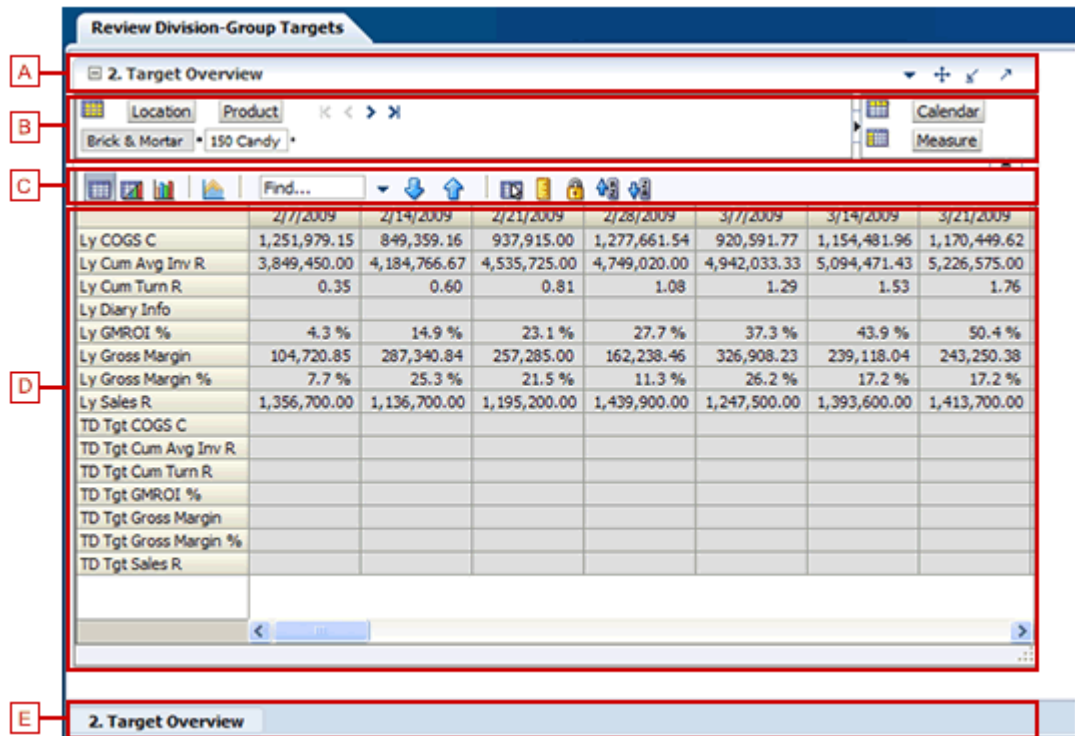 Review Division-Group Targets
A
2. Target Overview
B
Location Product Calendar
Brick & Mortar 150 Candy Measure
C
Find...
2/7/2009 2/14/2009 2/21/2009 2/28/2009 3/7/2009 3/14/2009 3/21/2009
Ly COGS C 1,251,979.15 849,359.16 937,915.00 1,277,661.54 920,591.77 1,154,481.96 1,170,449.62
Ly Cum Avg Inv R 3,849,450.00 4,184,766.67 4,535,725.00 4,749,020.00 4,942,033.33 5,094,471.43 5,226,575.00
Ly Cum Turn R 0.35 0.60 0.81 1.08 1.29 1.53 1.76
Ly Diary Info
Ly GMROI % 4.3 % 14.9 % 23.1 % 27.7 % 37.3 % 43.9 % 50.4 %
Ly Gross Margin 104,720.85 287,340.84 257,285.00 162,238.46 326,908.23 239,118.04 243,250.38
Ly Gross Margin % 7.7 % 25.3 % 21.5 % 11.3 % 26.2 % 17.2 % 17.2 %
D
Ly Sales R 1,356,700.00 1,136,700.00 1,195,200.00 1,439,900.00 1,247,500.00 1,393,600.00 1,413,700.00
TD Tgt COGS C
TD Tgt Cum Avg Inv R
TD Tgt Cum Turn R
TD Tgt GMROI %
TD Tgt Gross Margin
TD Tgt Gross Margin %
TD Tgt Sales R
E
2. Target Overview